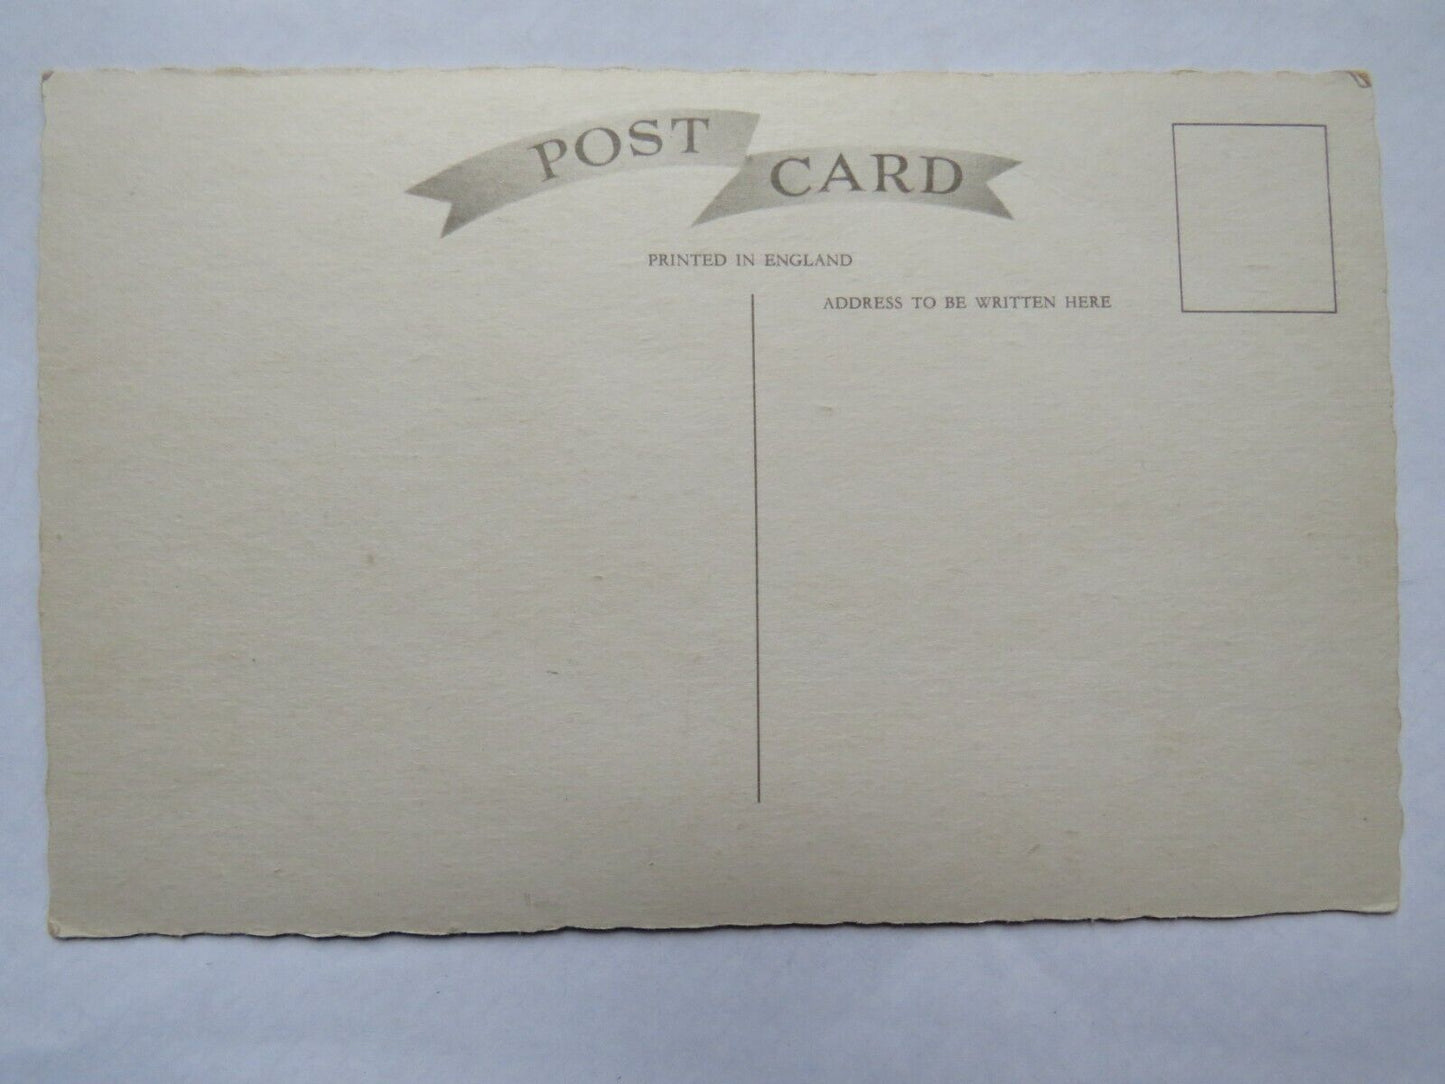 POST CARD
PRINTED IN ENGLAND
ADDRESS TO BE WRITTEN HERE